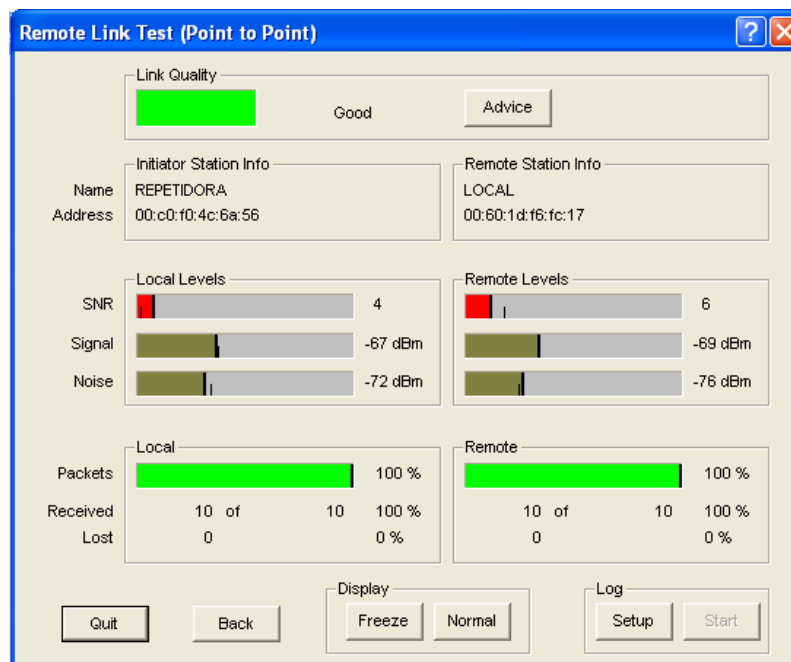 Remote Link Test (Point to Point)
Link Quality
Good
Advice
Initiator Station Info
Remote Station Info
Name
REPETIDORA
LOCAL
Address
00:c0:f0:4c:6a:56
00:60:1d:f6:fc:17
Local Levels
Remote Levels
SNR
4
6
Signal
-67 dBm
-69 dBm
Noise
-72 dBm
-76 dBm
Local
Remote
Packets
100 %
100 %
Received
10 of 10 100 %
10 of 10 100 %
Lost
0 0 %
0 0 %
Display
Log
Quit
Back
Freeze
Normal
Setup
Start